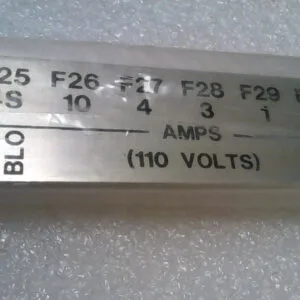 25 F26 F27 F28 F29
S 10 4 3 1
AMPS
BLO (110 VOLTS)